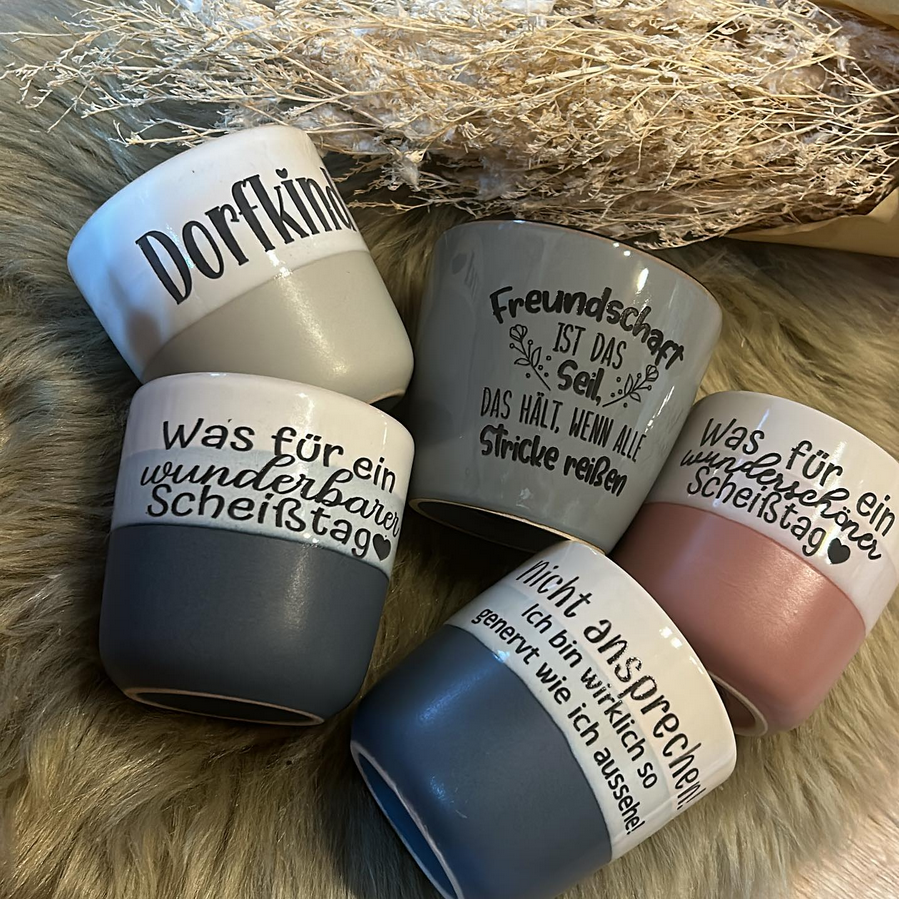 Dorfkind
Freundschaft
IST DAS
Seil,
DAS HÄLT, WENN ALLE
Stricke reißen
Was für ein
wunderbarer
Scheißtag
Was für ein
wunderschöner
Scheißtag
nicht ansprechen!
Ich bin wirklich so
genervt wie ich aussehe!